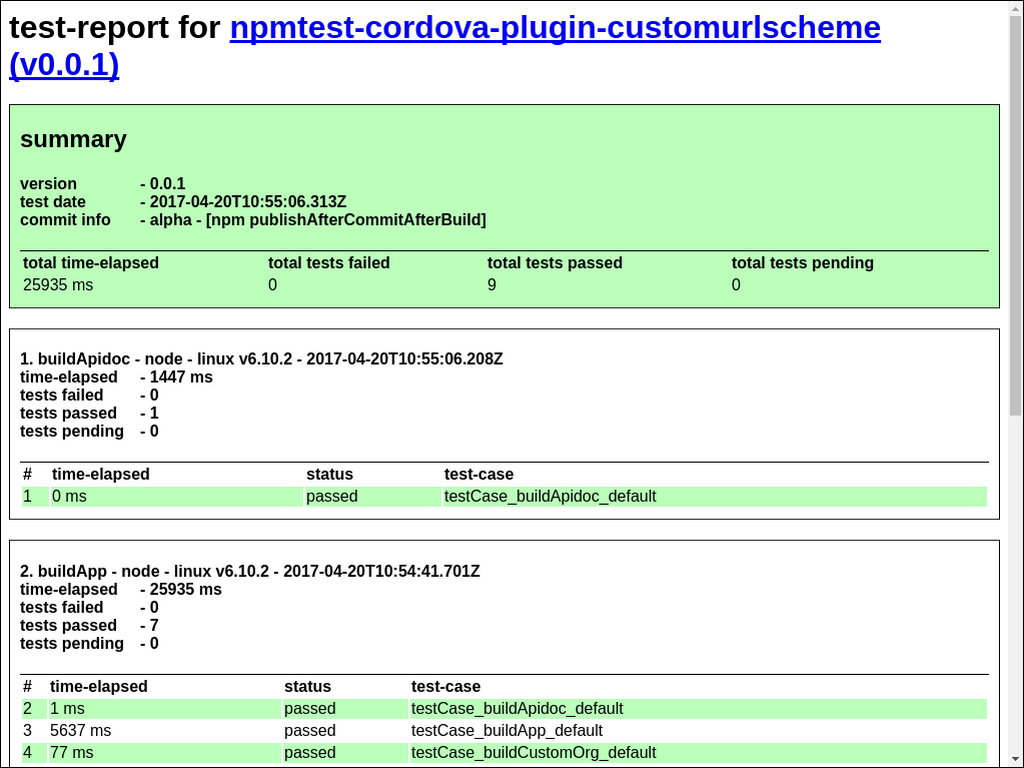 test-report for npmtest-cordova-plugin-customurlscheme
(v0.0.1)
summary
version - 0.0.1
test date - 2017-04-20T10:55:06.313Z
commit info - alpha - [npm publishAfterCommitAfterBuild]
total time-elapsed total tests failed total tests passed total tests pending
25935 ms 0 9 0
1. buildApidoc - node - linux v6.10.2 - 2017-04-20T10:55:06.208Z
time-elapsed - 1447 ms
tests failed - 0
tests passed - 1
tests pending - 0
# time-elapsed status test-case
1 0 ms passed testCase_buildApidoc_default
2. buildApp - node - linux v6.10.2 - 2017-04-20T10:54:41.701Z
time-elapsed - 25935 ms
tests failed - 0
tests passed - 7
tests pending - 0
# time-elapsed status test-case
2 1 ms passed testCase_buildApidoc_default
3 5637 ms passed testCase_buildApp_default
4 77 ms passed testCase_buildCustomOrg_default